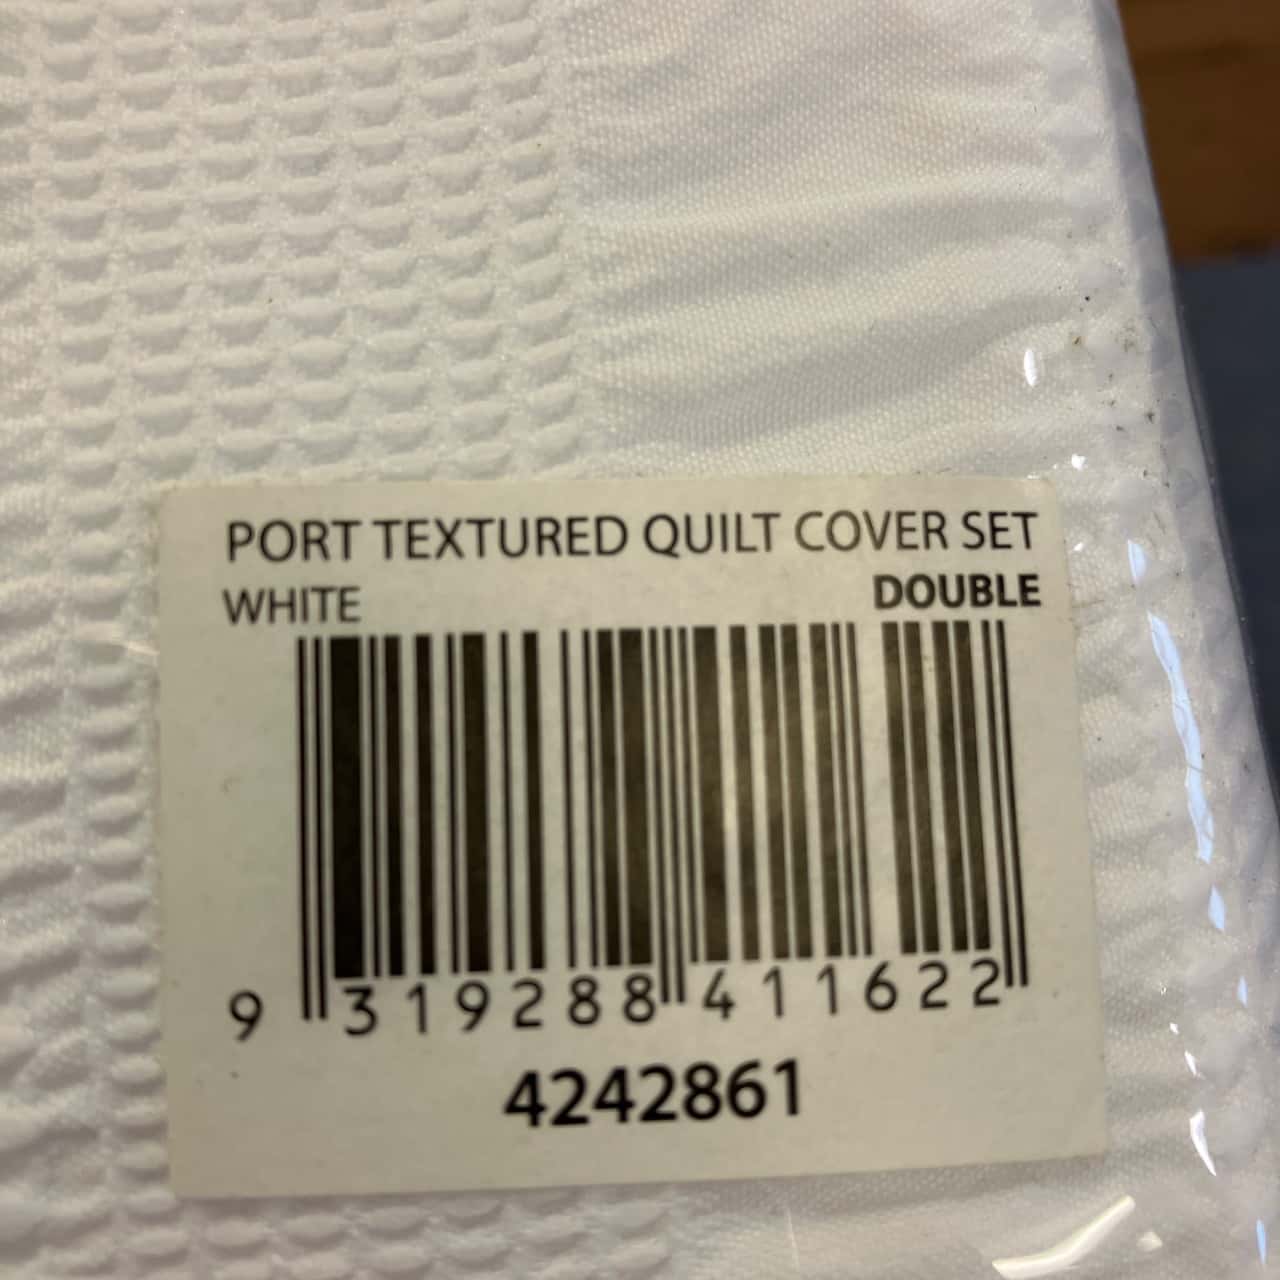 PORT TEXTURED QUILT COVER SET
WHITE DOUBLE
9 319288 411622
4242861